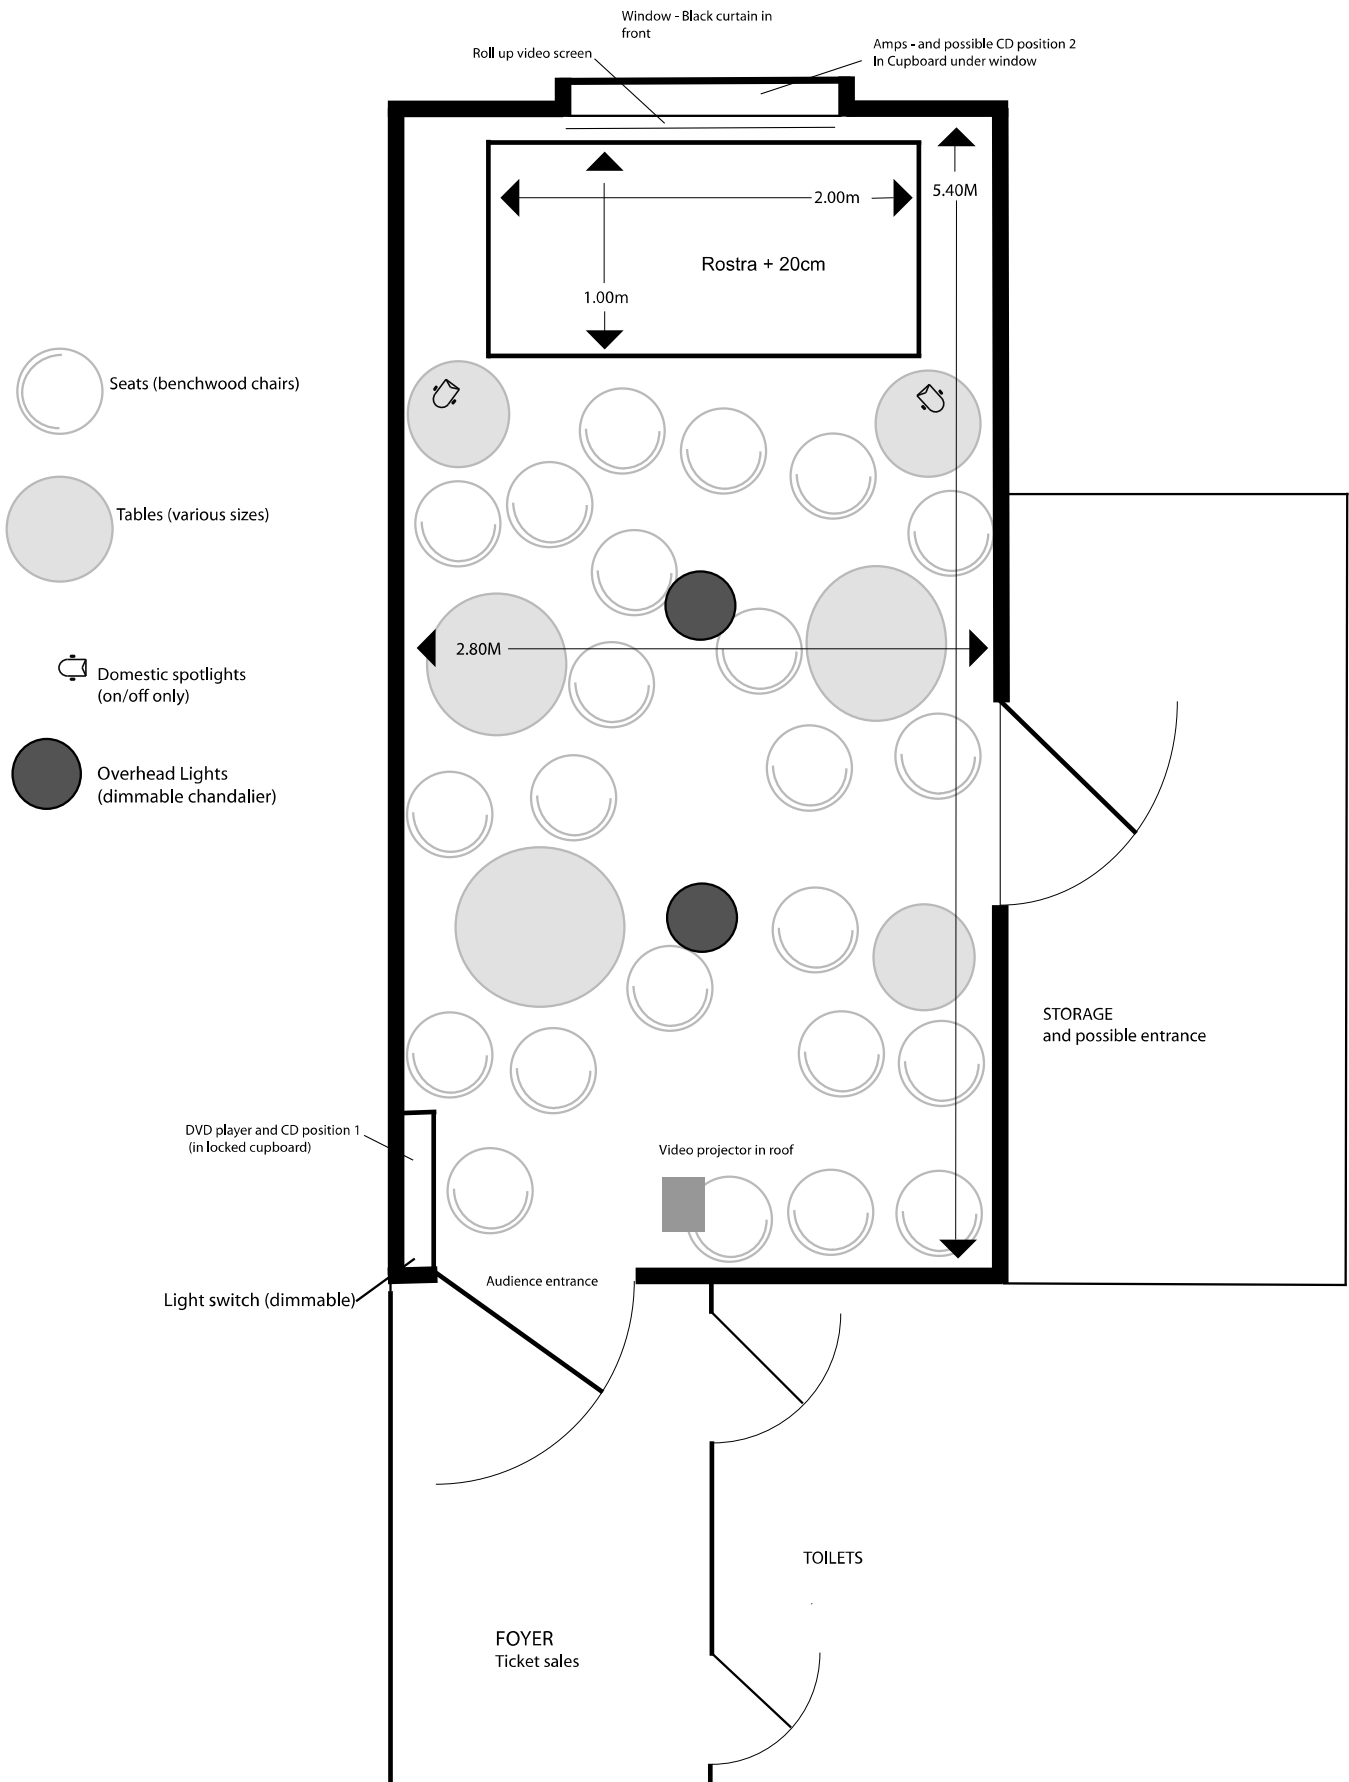 Window - Black curtain in
front
Roll up video screen
Amps - and possible CD position 2
In Cupboard under window
2.00m
5.40M
Rostra + 20cm
1.00m
Seats (benchwood chairs)
Tables (various sizes)
2.80M
Domestic spotlights
(on/off only)
Overhead Lights
(dimmable chandalier)
STORAGE
and possible entrance
DVD player and CD position 1
(in locked cupboard)
Video projector in roof
Audience entrance
Light switch (dimmable)
TOILETS
FOYER
Ticket sales